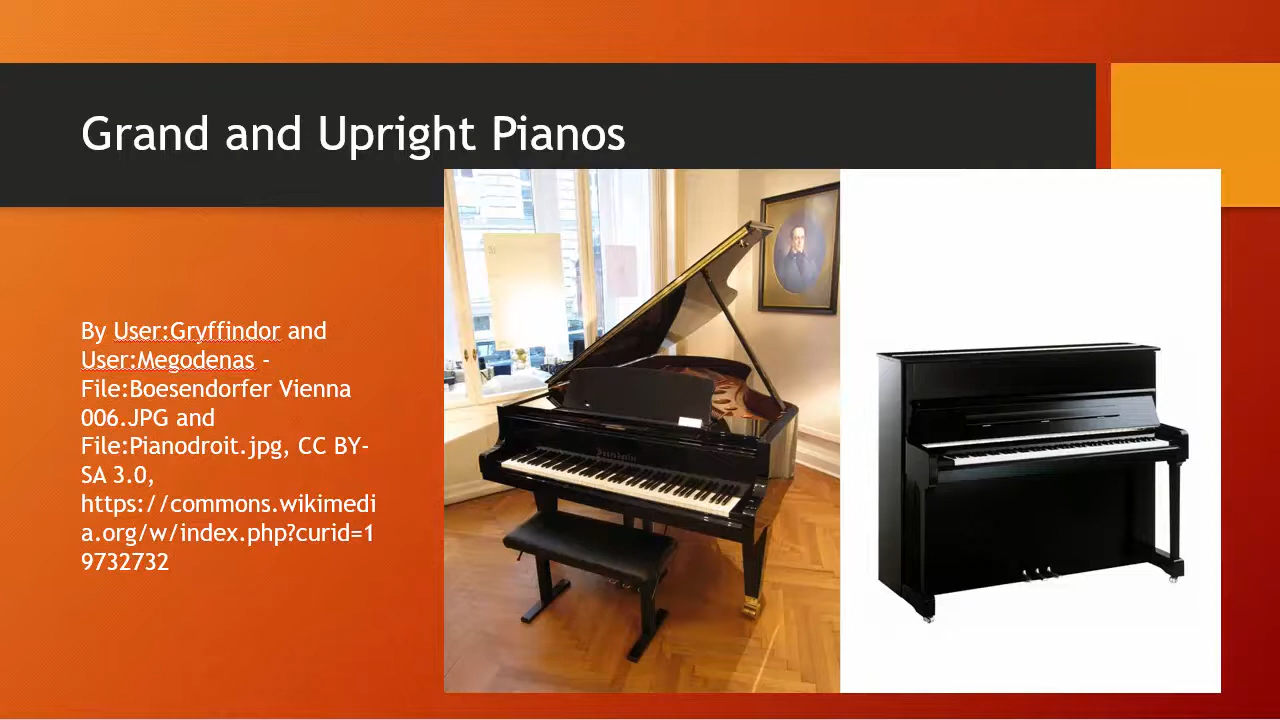 Grand and Upright Pianos
By User:Gryffindor and
User:Megodenas -
File:Boesendorfer Vienna
006.JPG and
File:Pianodroit.jpg, CC BY-
SA 3.0,
https://commons.wikimedi
a.org/w/index.php?curid=1
9732732